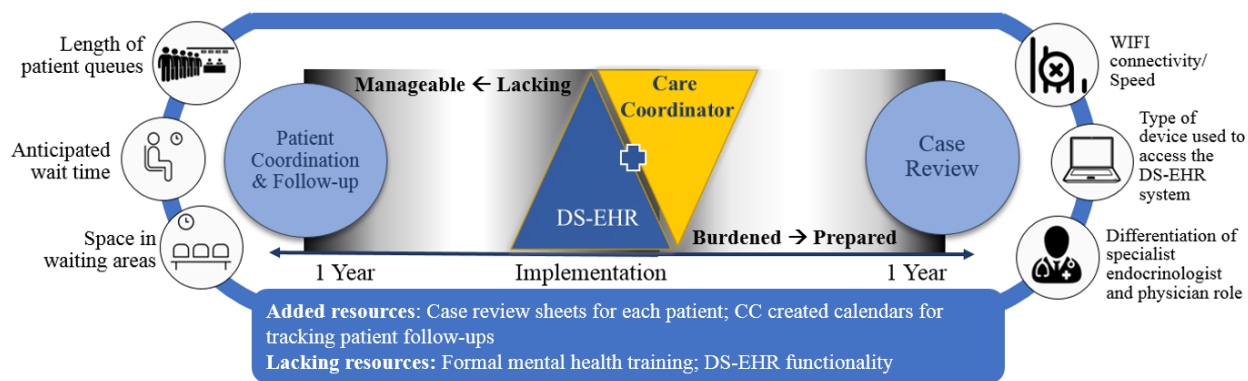 Length of
patient queues
Anticipated
wait time
Space in
waiting areas
Patient
Coordination
& Follow-up
Manageable ← Lacking
Care
Coordinator
DS-EHR
Burdened → Prepared
Case
Review
1 Year
Implementation
1 Year
WIFI
connectivity/
Speed
Type of
device used to
access the
DS-EHR
system
Differentiation of
specialist
endocrinologist
and physician role
Added resources: Case review sheets for each patient; CC created calendars for
tracking patient follow-ups
Lacking resources: Formal mental health training; DS-EHR functionality